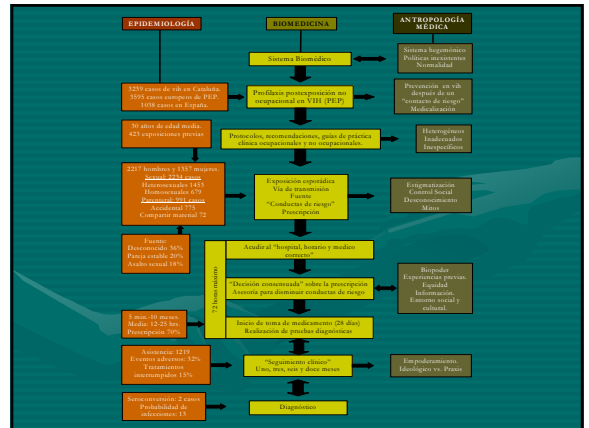 EPIDEMIOLOGÍA
BIOMEDICINA
ANTROPOLOGÍA
MÉDICA
Sistema Biomédico
Sistema hegemónico
Políticas inexistentes
Normalidad
3239 casos de vih en Cataluña.
3595 casos europeos de PEP.
1038 casos en España.
Profilaxis postexposición no
ocupacional en VIH (PEP)
Prevención en vih
después de un
"contacto de riesgo"
Medicalización
30 años de edad media.
423 exposiciones previas
Protocolos, recomendaciones, guías de práctica
clínica ocupacionales y no ocupacionales.
Heterogéneos
Inadecuados
Inespecíficos
2217 hombres y 1357 mujeres.
Sexual: 2254 casos
Heterosexuales 1453
Homosexuales 679
Parenteral: 991 casos
Accidental 775
Compartir material 72
Exposición esporádica
Vía de transmisión
Fuente
"Conductas de riesgo"
Prescripción
Estigmatización
Control Social
Desconocimiento
Mitos
Fuente:
Desconocido 36%
Pareja estable 20%
Asalto sexual 18%
72 horas máximo
Acudir al "hospital, horario y medico
correcto"
"Decisión consensuada" sobre la prescripción
Asesoría para disminuir conductas de riesgo
Biopoder
Experiencias previas.
Equidad
Información.
Entorno social y
cultural.
5 min.-10 meses.
Media: 12-25 hrs.
Prescripción 70%
Inicio de toma de medicamento (28 días)
Realización de pruebas diagnósticas
Asistencia: 1219
Eventos adversos: 32%
Tratamientos
interrumpidos 15%
"Seguimiento clínico"
Uno, tres, seis y doce meses
Empoderamiento.
Ideológico vs. Praxis
Seroconversión: 2 casos
Probabilidad de
infecciones: 13
Diagnóstico